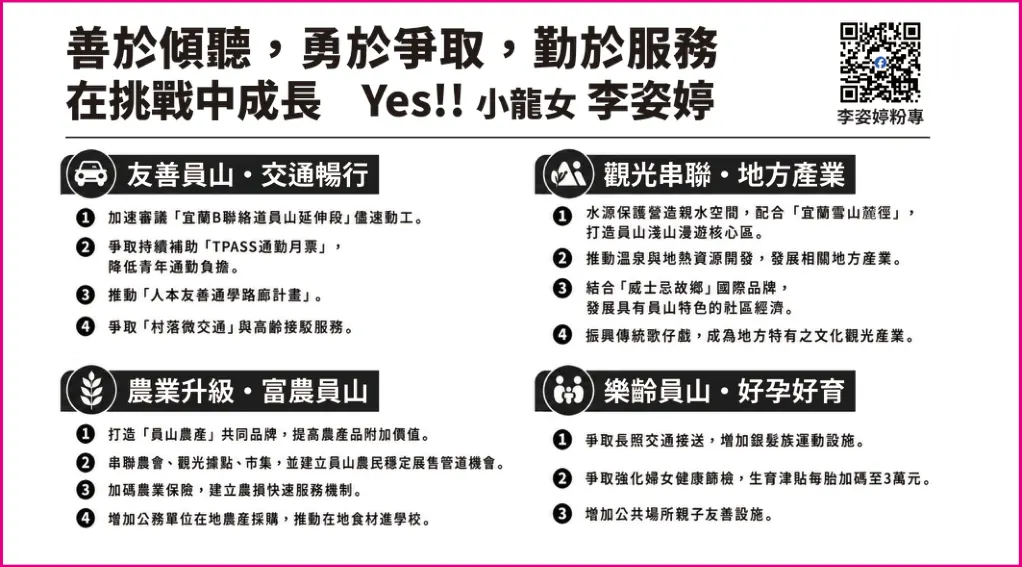 善於傾聽，勇於爭取，勤於服務
在挑戰中成長　Yes!! 小龍女 李姿婷
李姿婷粉專
友善員山・交通暢行
1 加速審議「宜蘭B聯絡道員山延伸段」儘速動工。
2 爭取持續補助「TPASS通勤月票」，
降低青年通勤負擔。
3 推動「人本友善通學路廊計畫」。
4 爭取「村落微交通」與高齡接駁服務。
觀光串聯・地方產業
1 水源保護營造親水空間，配合「宜蘭雪山麓徑」，
打造員山淺山漫遊核心區。
2 推動溫泉與地熱資源開發，發展相關地方產業。
3 結合「威士忌故鄉」國際品牌，
發展具有員山特色的社區經濟。
4 振興傳統歌仔戲，成為地方特有之文化觀光產業。
農業升級・富農員山
1 打造「員山農產」共同品牌，提高農產品附加價值。
2 串聯農會、觀光據點、市集，並建立員山農民穩定展售管道機會。
3 加碼農業保險，建立農損快速服務機制。
4 增加公務單位在地農產採購，推動在地食材進學校。
樂齡員山・好孕好育
1 爭取長照交通接送，增加銀髮族運動設施。
2 爭取強化婦女健康篩檢，生育津貼每胎加碼至3萬元。
3 增加公共場所親子友善設施。